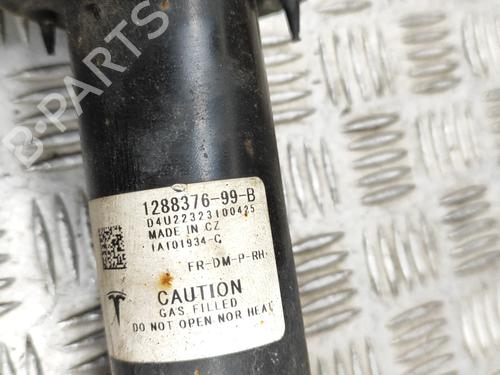 B-PARTS
1288376-99-B
D4U22323100425
MADE IN CZ
1A101934-G
FR-DM-P-RH
CAUTION
GAS FILLED
DO NOT OPEN NOR HEAT